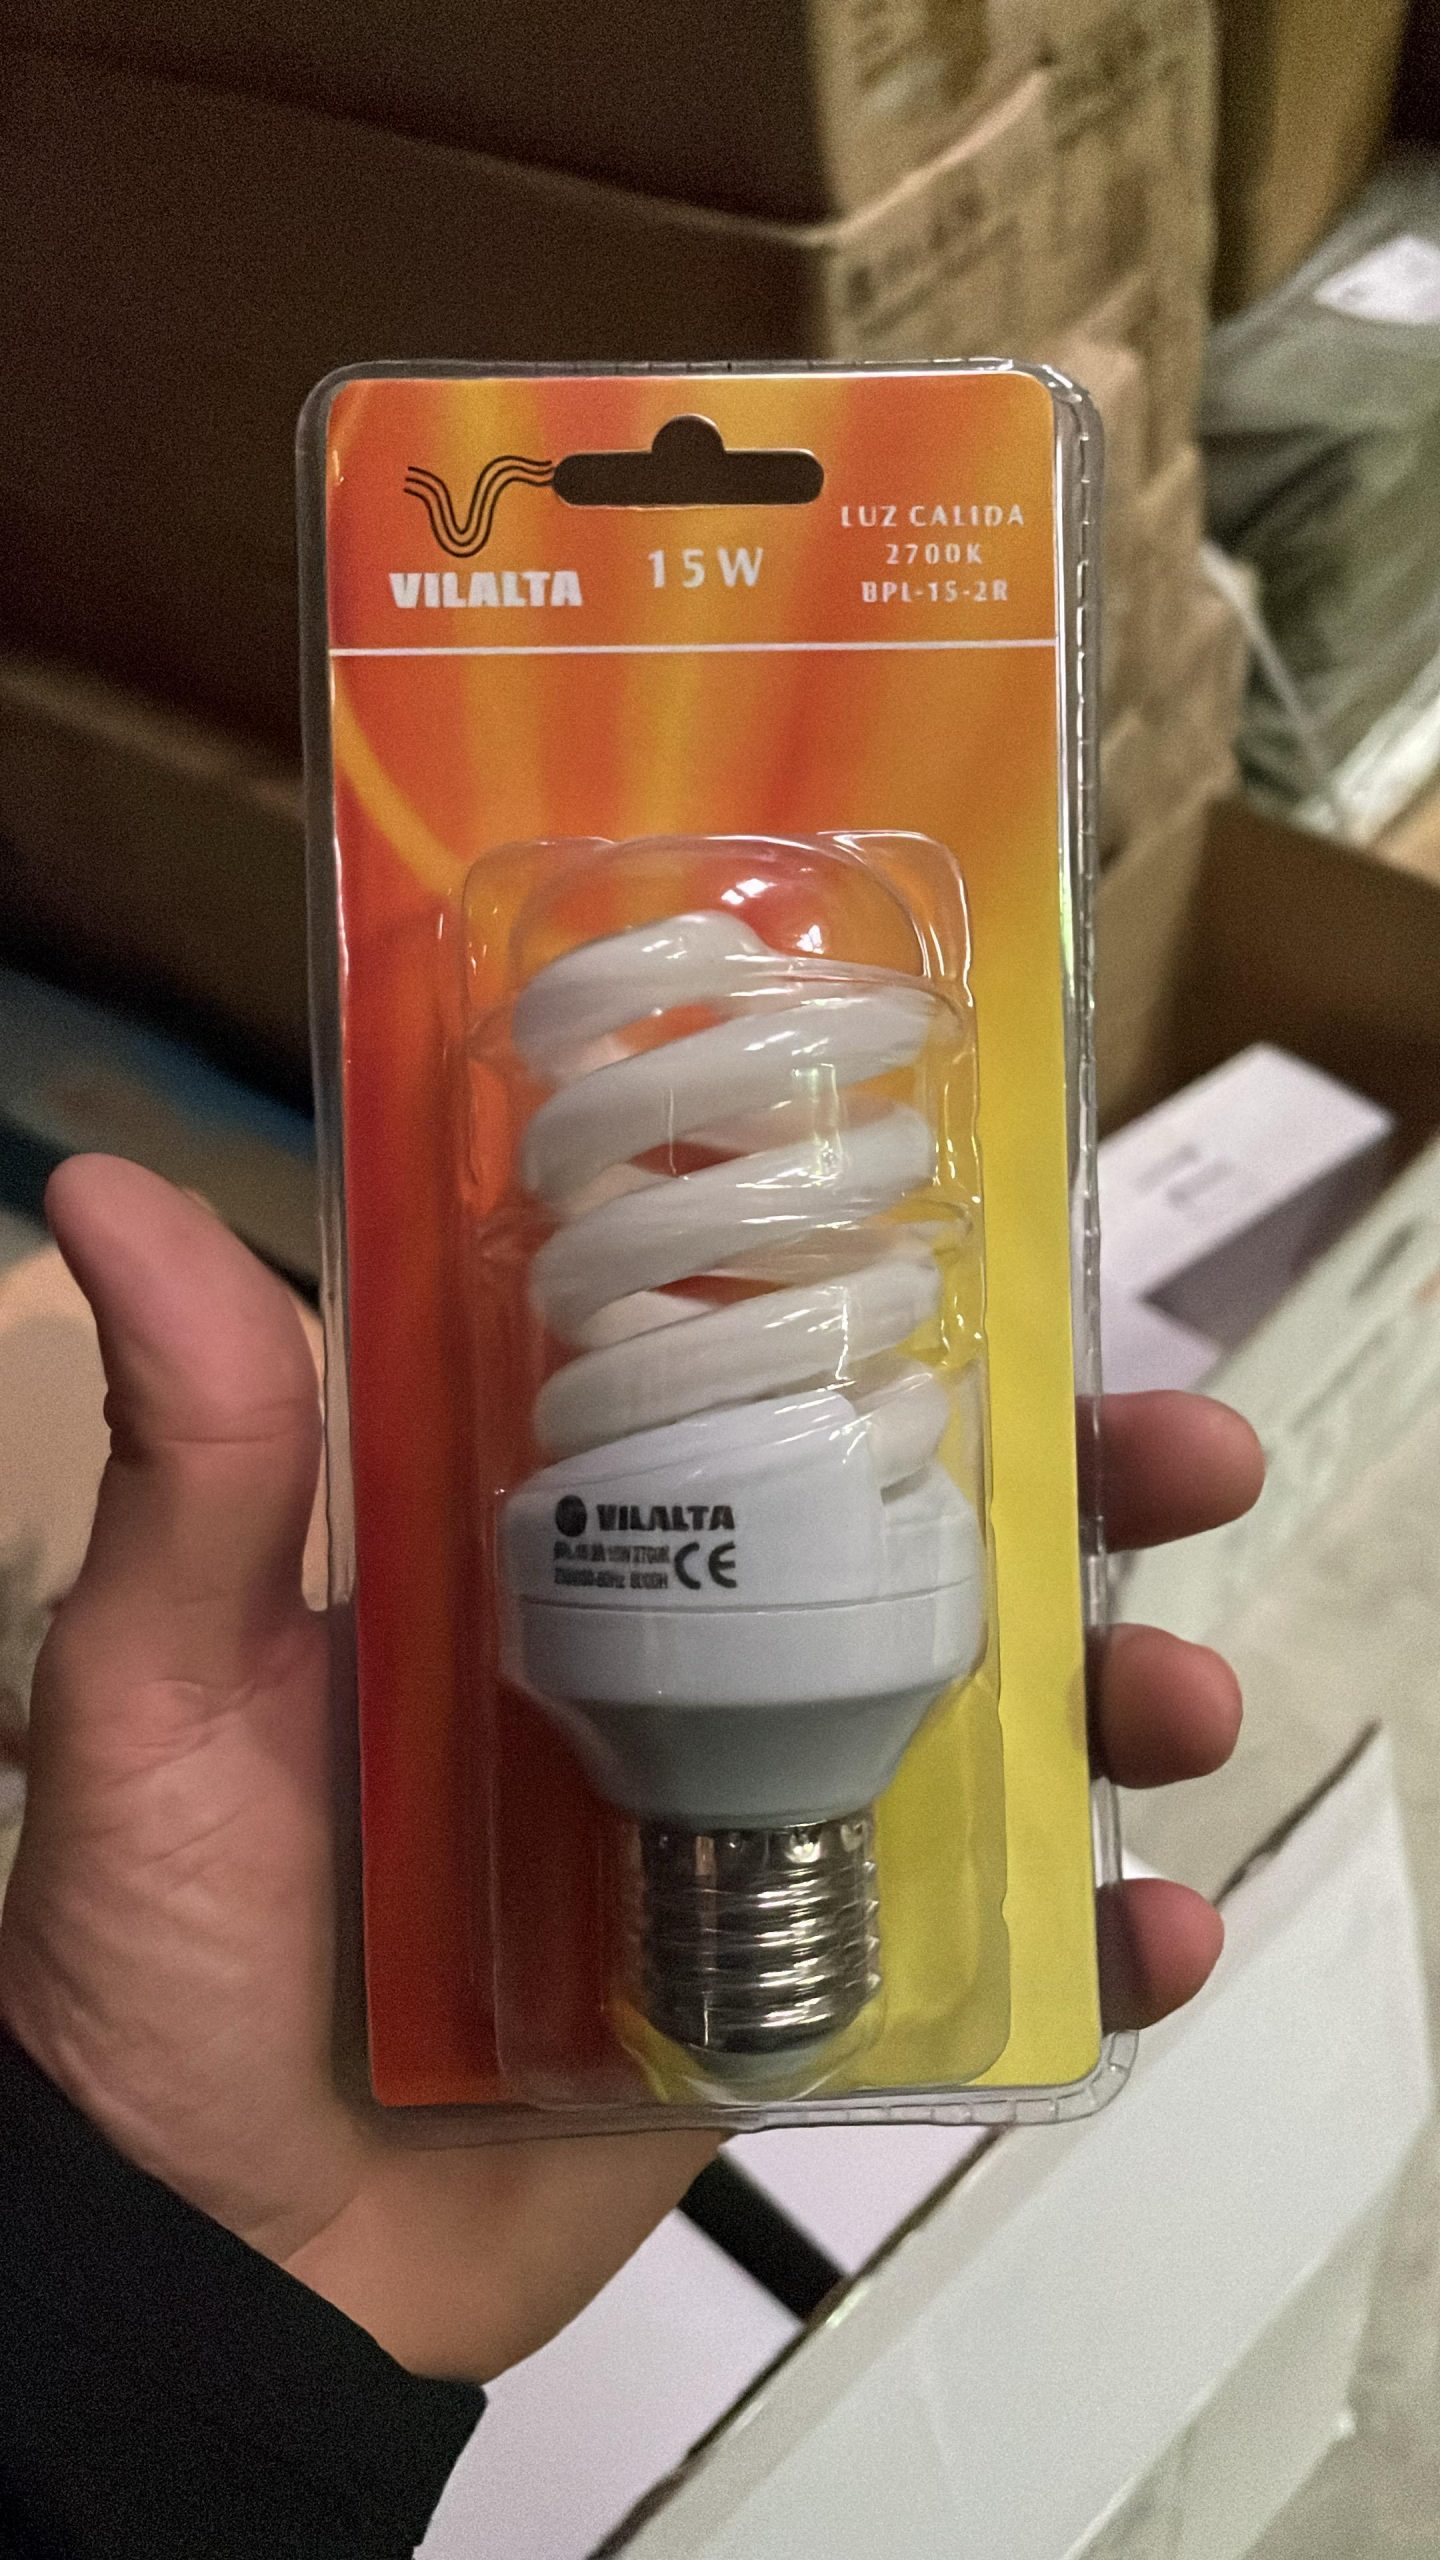 VILALTA
15W
LUZ CALIDA
2700K
BPL-15-2R
VILALTA
CE